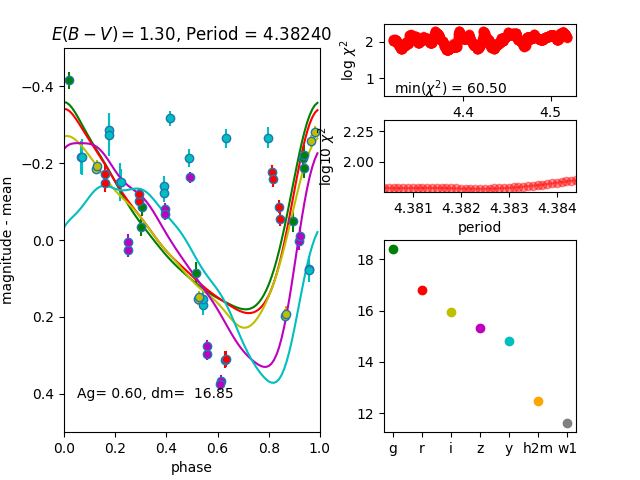 E(B − V) = 1.30, Period = 4.38240
magnitude - mean
−0.4
−0.2
0.0
0.2
0.4
Ag= 0.60, dm=  16.85
0.0 0.2 0.4 0.6 0.8 1.0
phase
log χ²
2
1
min(χ²) = 60.50
4.4 4.5
log10 χ²
2.25
2.00
4.381 4.382 4.383 4.384
period
18
16
14
12
g r i z y h2m w1